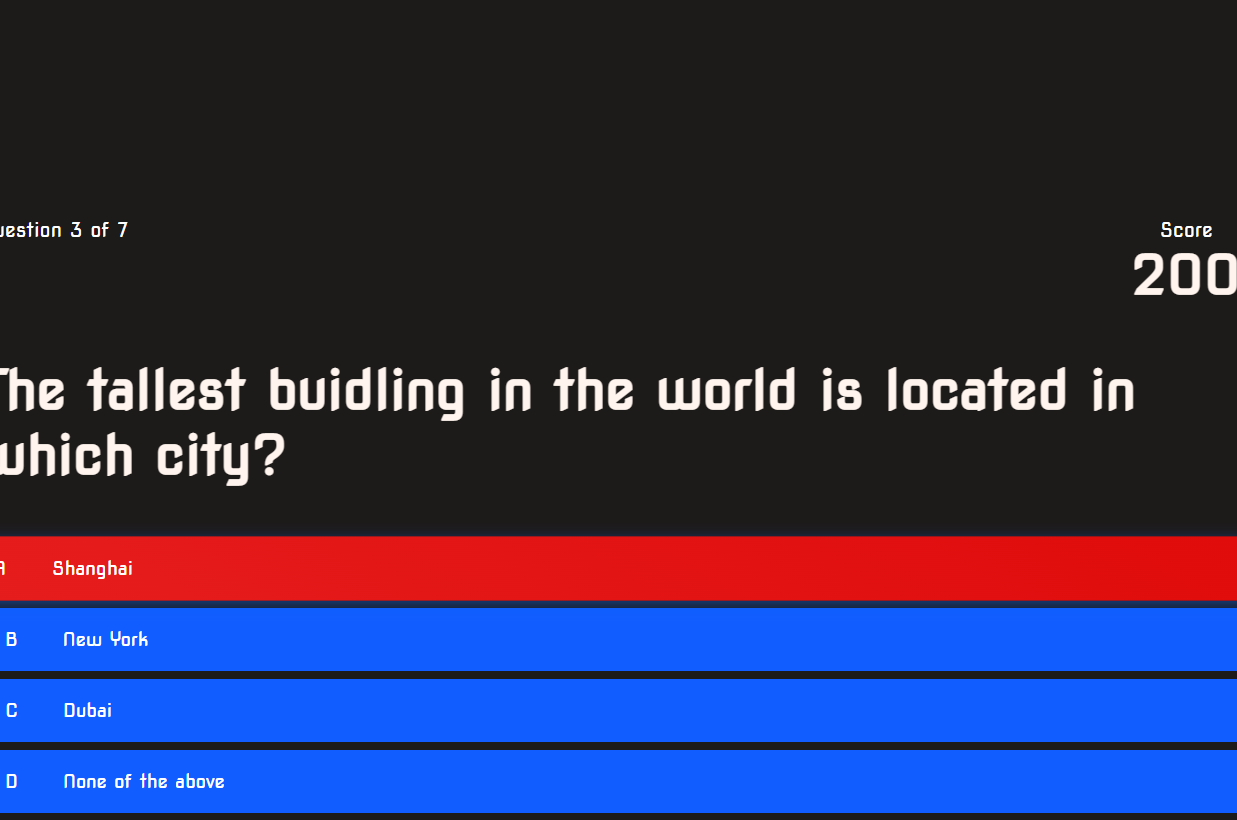 uestion 3 of 7
Score
200
The tallest buidling in the world is located in
which city?
A Shanghai
B New York
C Dubai
D None of the above